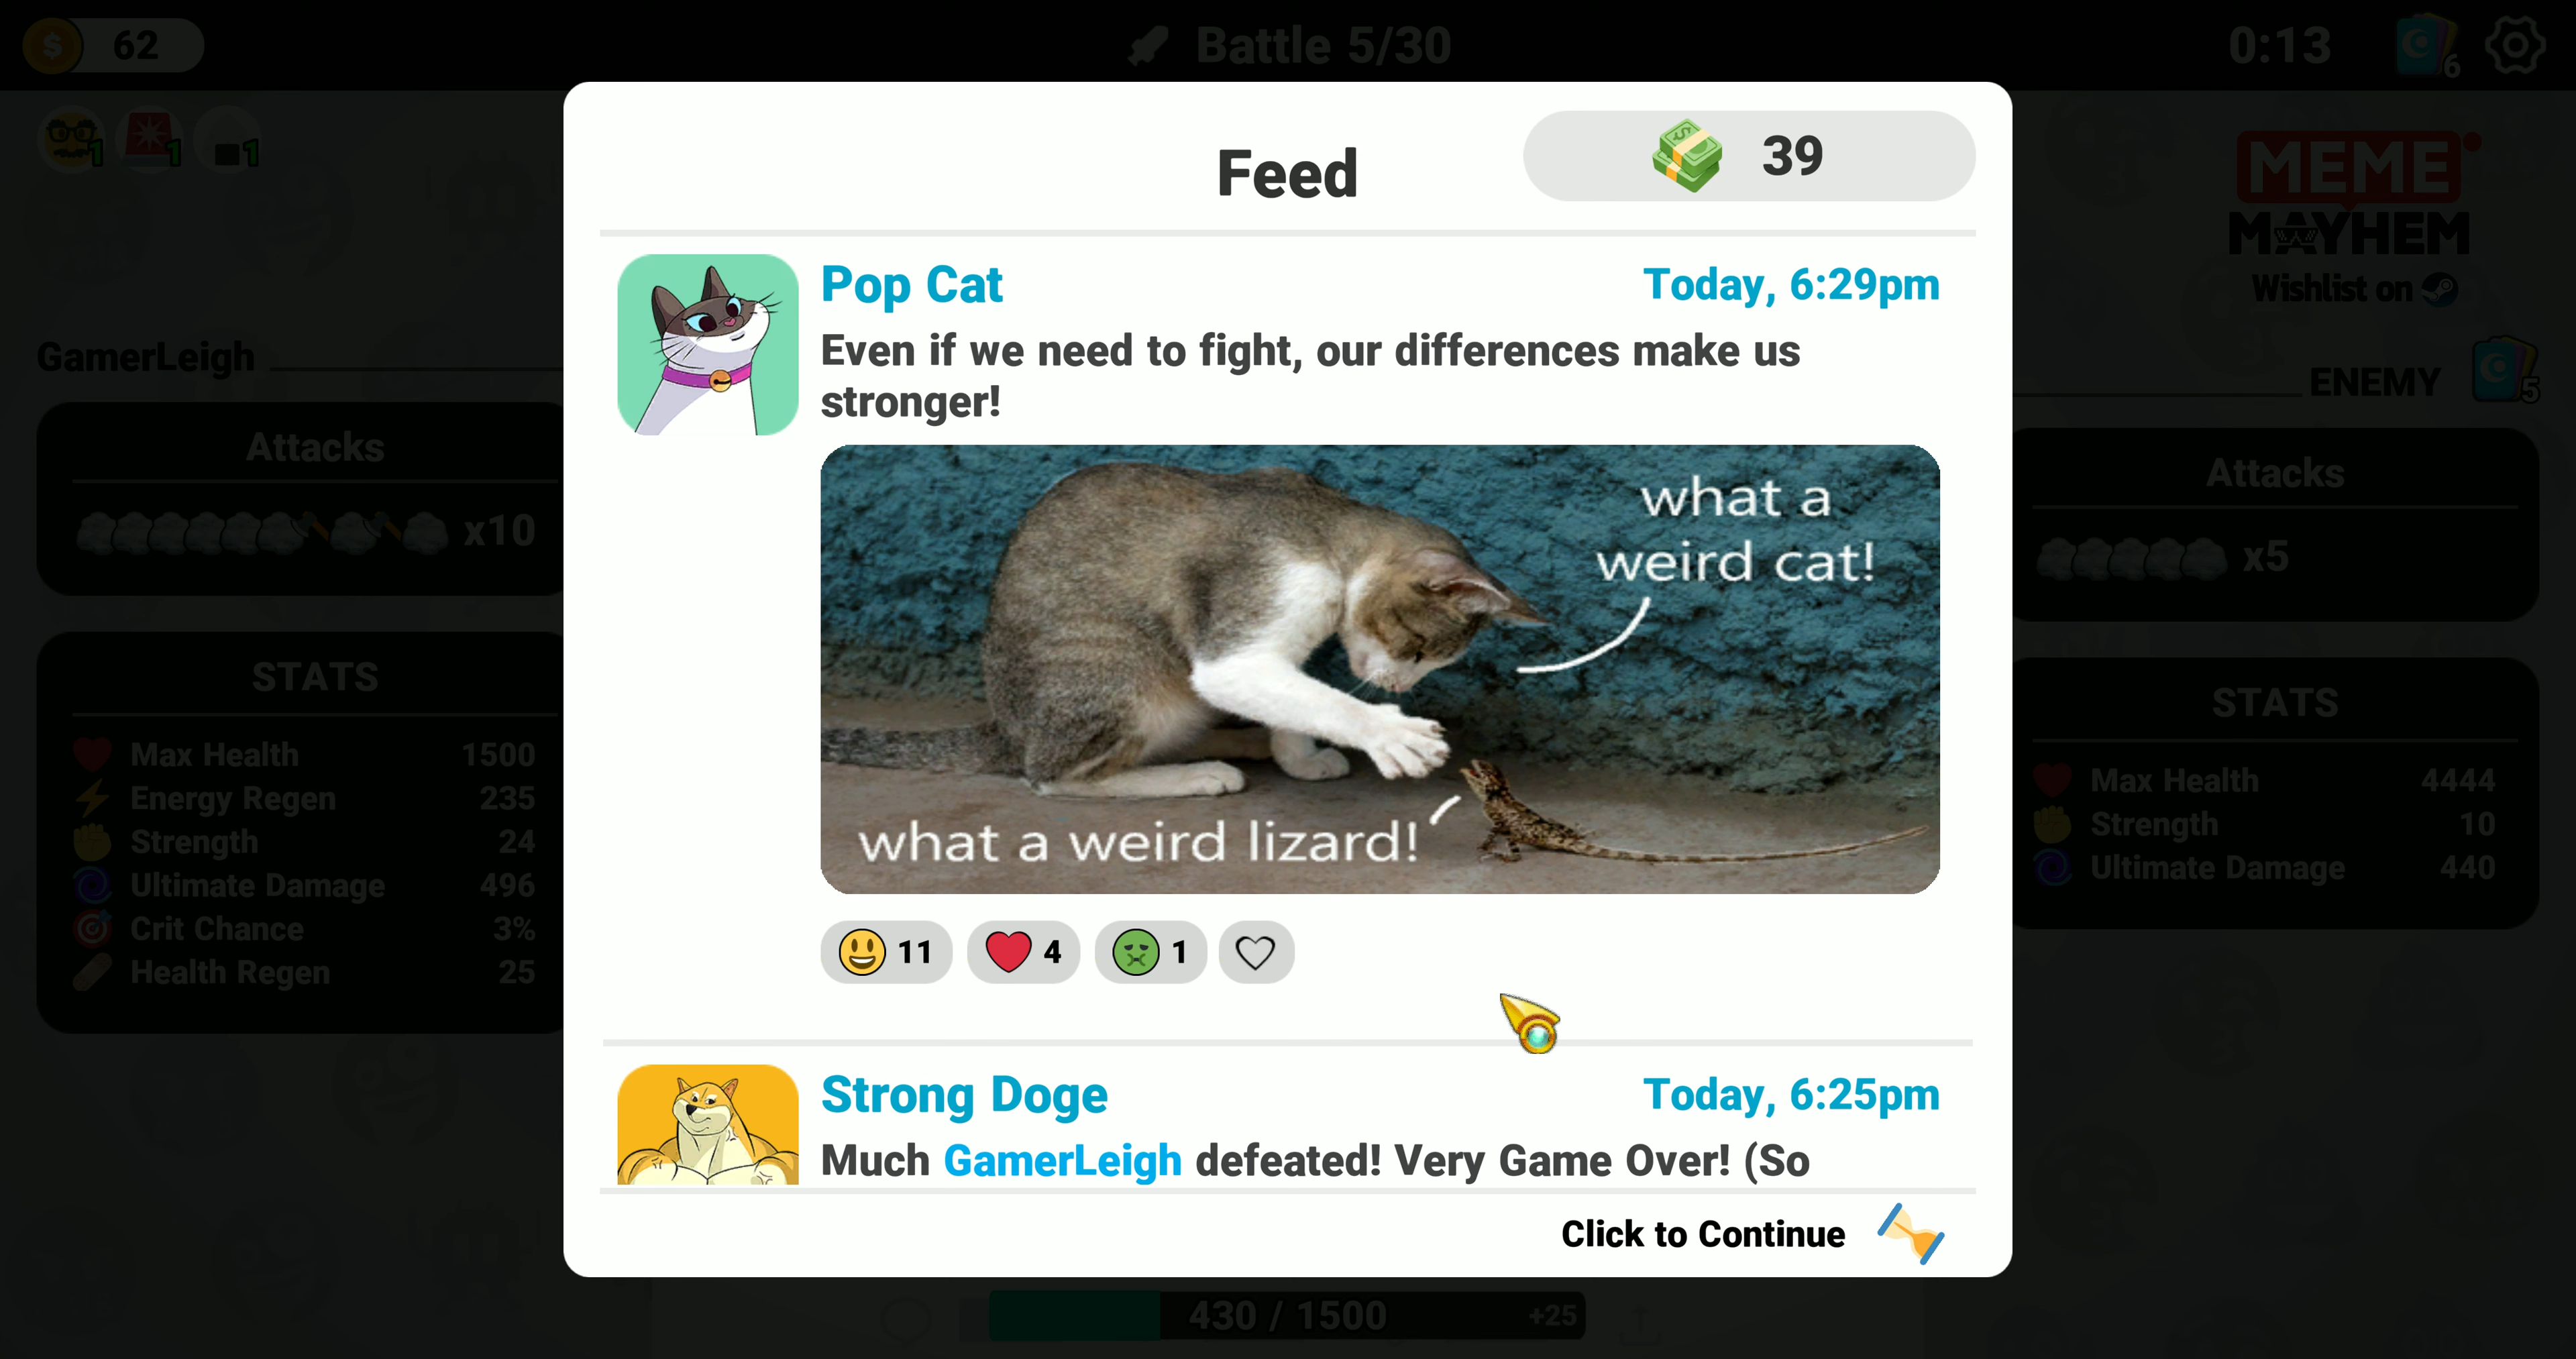 62
Battle 5/30
0:13
6
1
1
1
Feed
39
MEME
MAYHEM
Wishlist on
Pop Cat
Today, 6:29pm
Even if we need to fight, our differences make us
stronger!
what a
weird cat!
what a weird lizard!
11
4
1
Strong Doge
Today, 6:25pm
Much GamerLeigh defeated! Very Game Over! (So
Click to Continue
GamerLeigh
Attacks
x10
STATS
Max Health 1500
Energy Regen 235
Strength 24
Ultimate Damage 496
Crit Chance 3%
Health Regen 25
ENEMY
5
Attacks
x5
STATS
Max Health 4444
Strength 10
Ultimate Damage 440
430 / 1500
+25